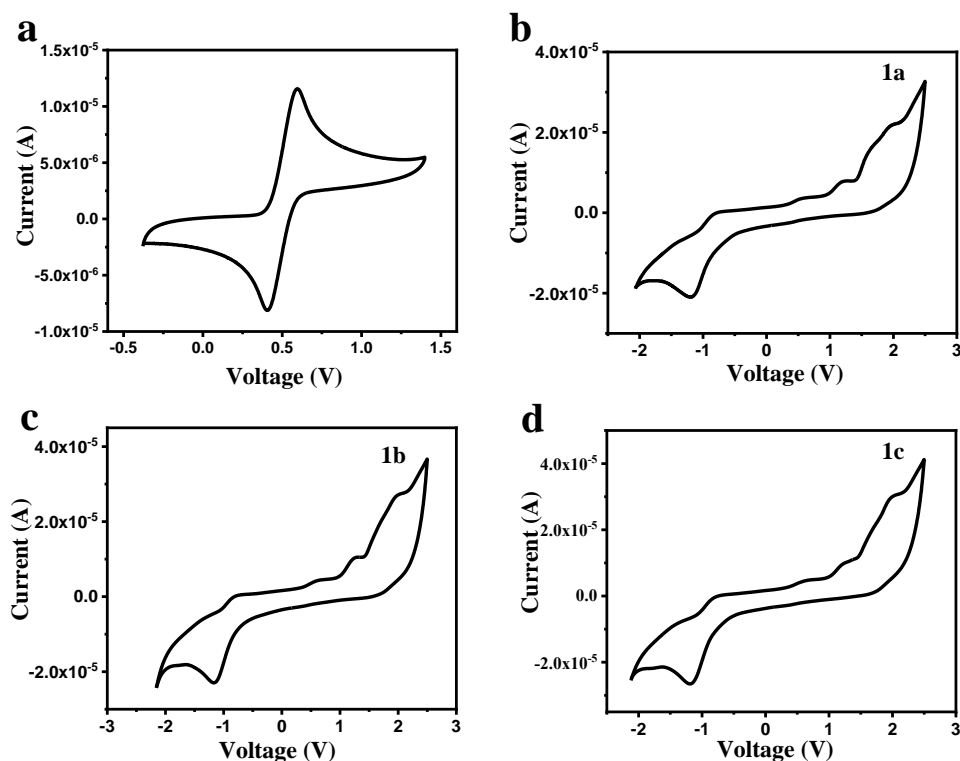 a
1.5x10⁻⁵
1.0x10⁻⁵
5.0x10⁻⁶
0.0
-5.0x10⁻⁶
-1.0x10⁻⁵
Current (A)
-0.5 0.0 0.5 1.0 1.5
Voltage (V)
b
1a
4.0x10⁻⁵
2.0x10⁻⁵
0.0
-2.0x10⁻⁵
Current (A)
-2 -1 0 1 2 3
Voltage (V)
c
1b
4.0x10⁻⁵
2.0x10⁻⁵
0.0
-2.0x10⁻⁵
Current (A)
-3 -2 -1 0 1 2 3
Voltage (V)
d
1c
4.0x10⁻⁵
2.0x10⁻⁵
0.0
-2.0x10⁻⁵
Current (A)
-2 -1 0 1 2 3
Voltage (V)